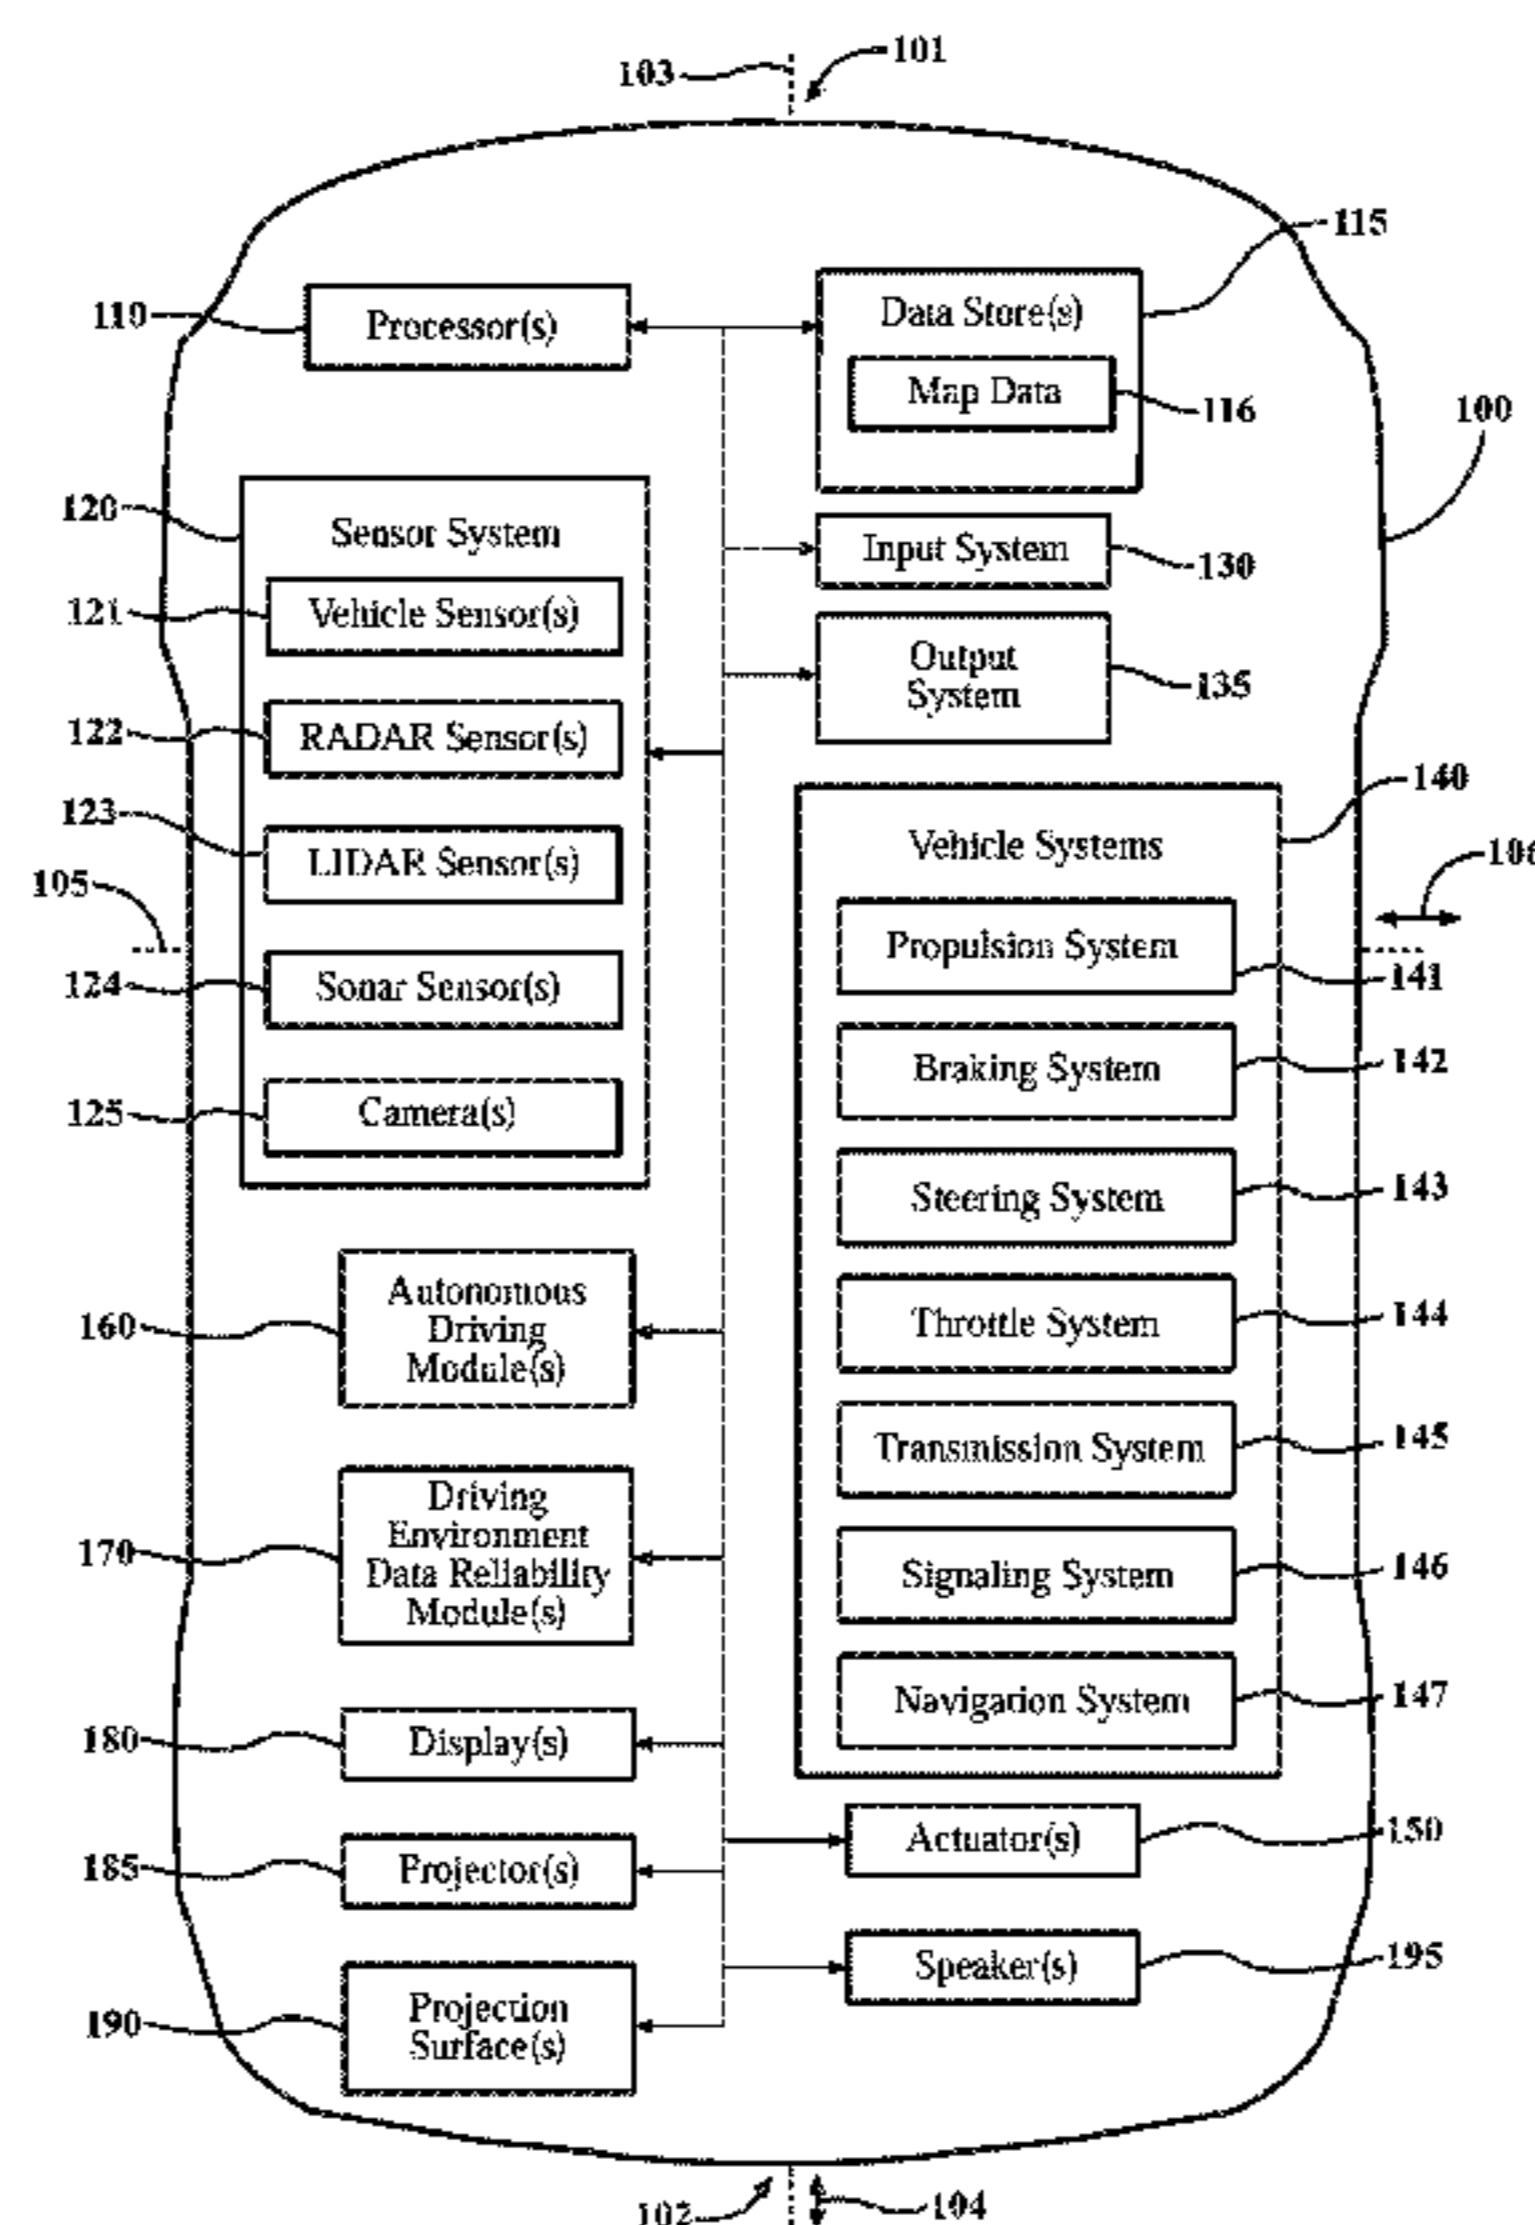 103
101
115
110
Processor(s)
Data Store(s)
Map Data
116
100
120
Sensor System
Input System
130
121
Vehicle Sensor(s)
Output
System
135
122
RADAR Sensor(s)
140
123
LIDAR Sensor(s)
Vehicle Systems
106
105
Propulsion System
141
124
Sonar Sensor(s)
Braking System
142
125
Camera(s)
Steering System
143
160
Autonomous
Driving
Module(s)
Throttle System
144
Transmission System
145
170
Driving
Environment
Data Reliability
Module(s)
Signaling System
146
Navigation System
147
180
Display(s)
Actuator(s)
150
185
Projector(s)
Speaker(s)
195
190
Projection
Surface(s)
102
104